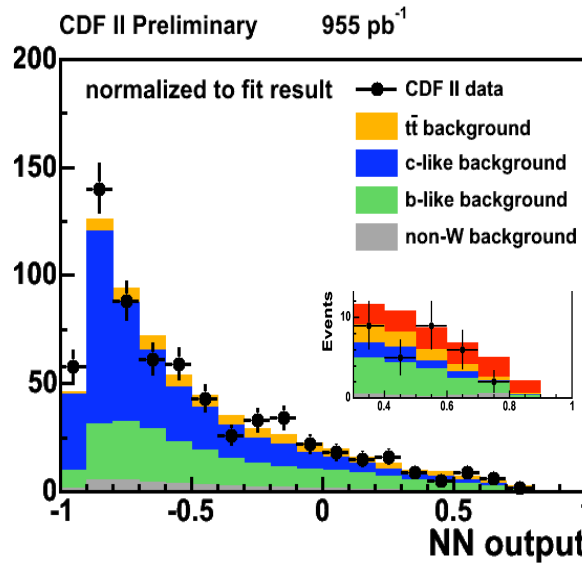 CDF II Preliminary 955 pb⁻¹
200
normalized to fit result
CDF II data
tt̄ background
c-like background
b-like background
non-W background
150
100
50
0
-1 -0.5 0 0.5 1
NN output
Events
10
0
0.4 0.6 0.8 1